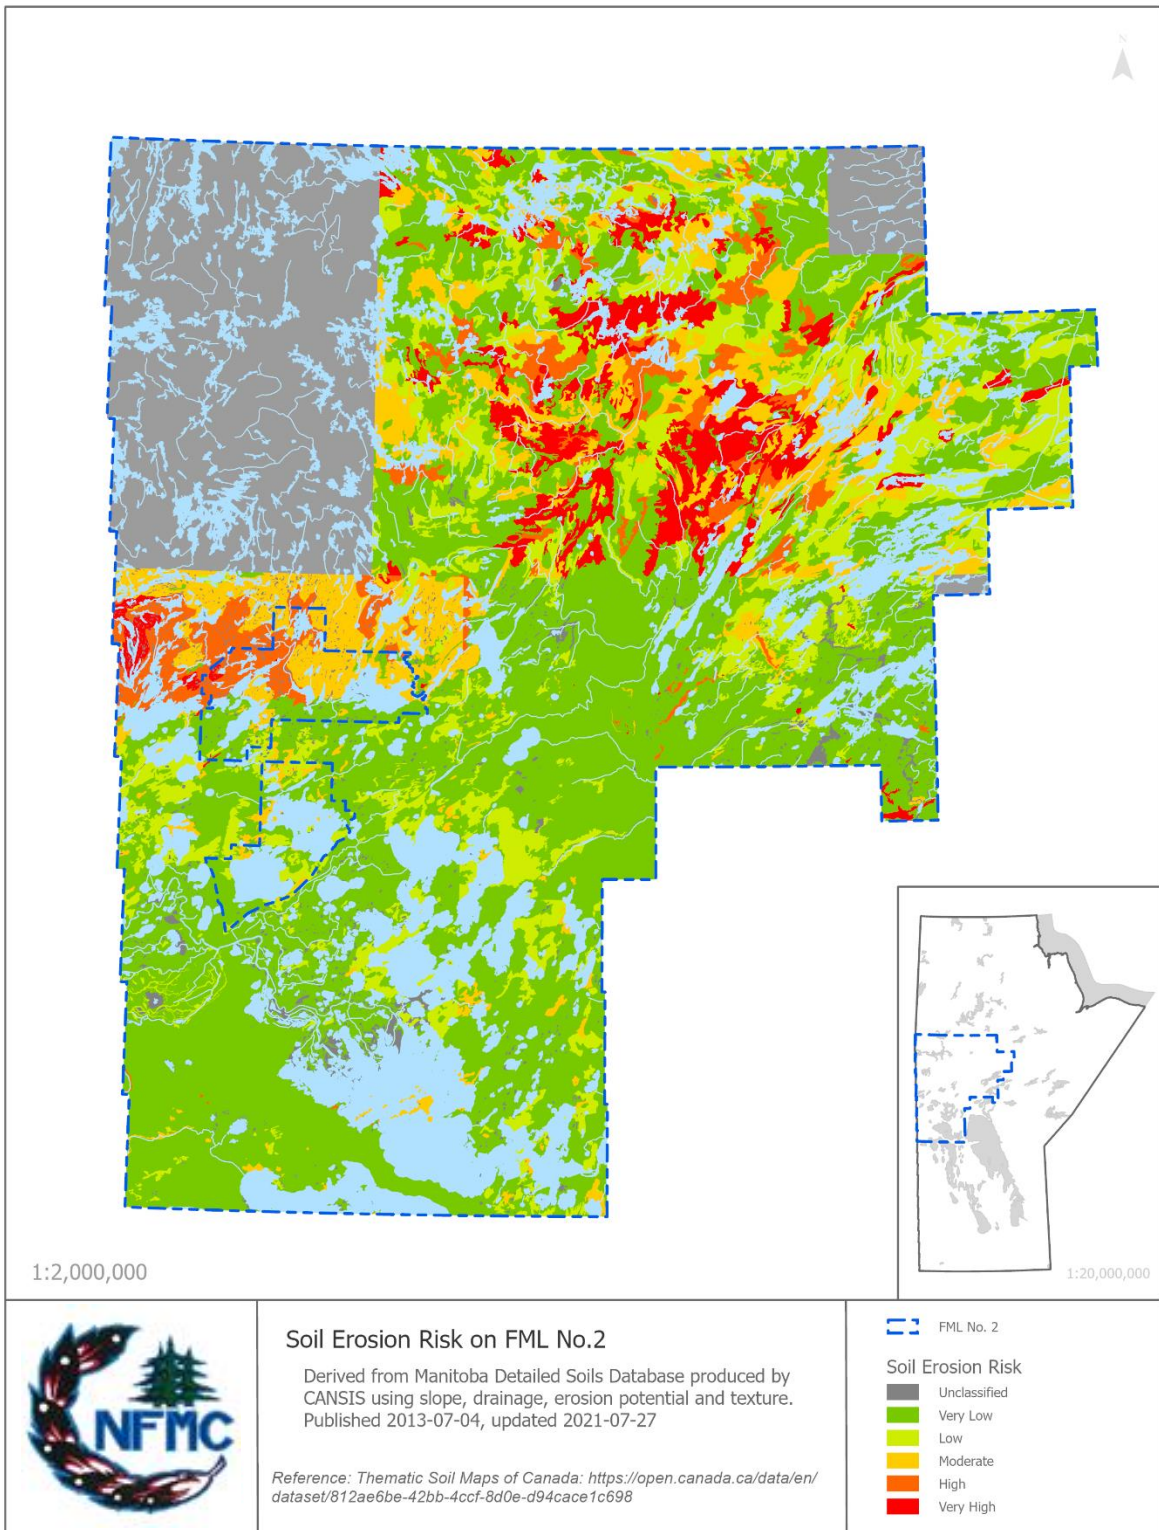 N
1:2,000,000
1:20,000,000
NFMC
Soil Erosion Risk on FML No.2
Derived from Manitoba Detailed Soils Database produced by
CANSIS using slope, drainage, erosion potential and texture.
Published 2013-07-04, updated 2021-07-27
Reference: Thematic Soil Maps of Canada: https://open.canada.ca/data/en/
dataset/812ae6be-42bb-4ccf-8d0e-d94cace1c698
FML No. 2
Soil Erosion Risk
Unclassified
Very Low
Low
Moderate
High
Very High